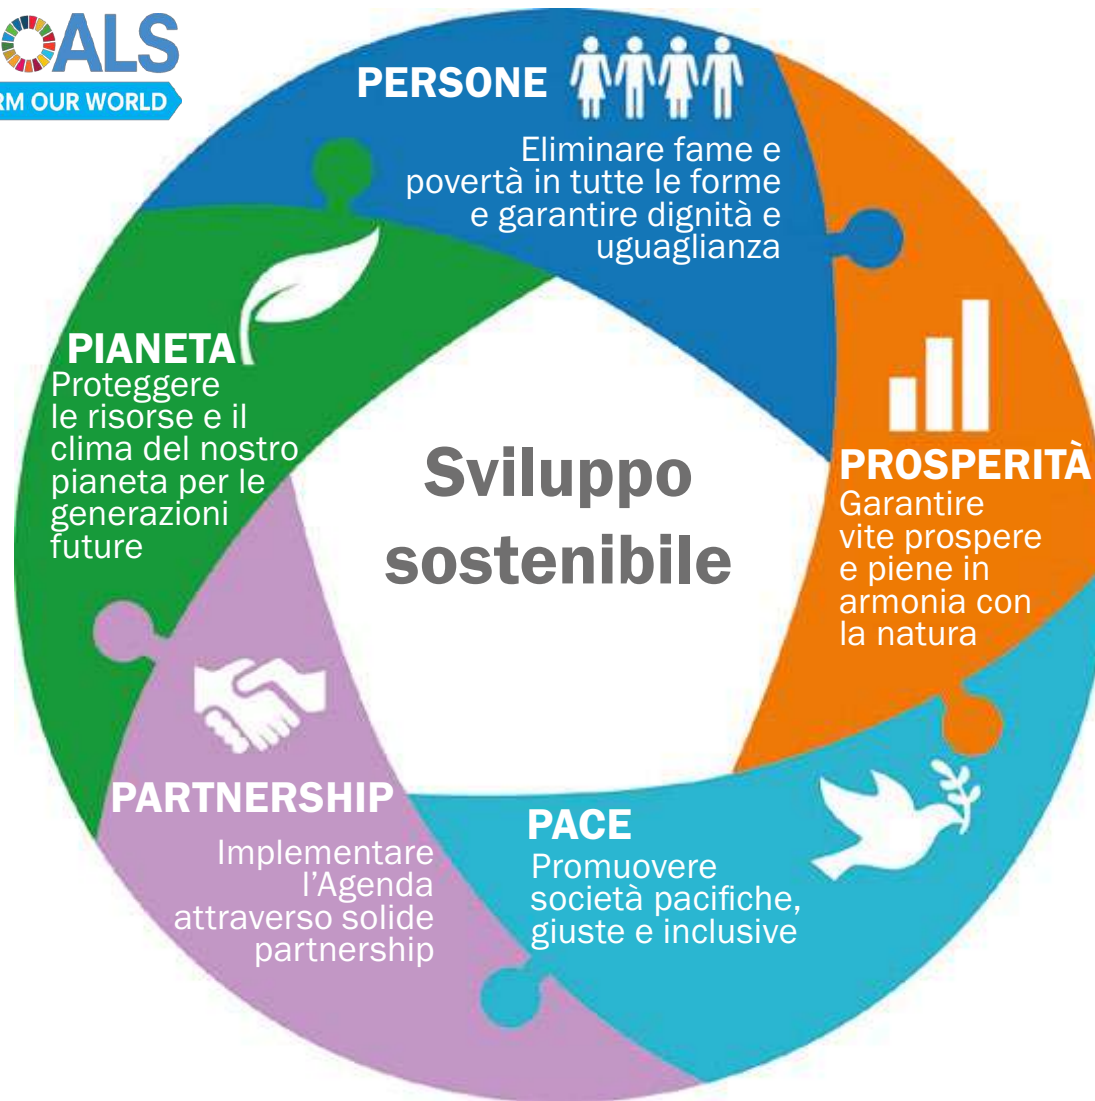 OALS
RM OUR WORLD
PERSONE
Eliminare fame e
povertà in tutte le forme
e garantire dignità e
uguaglianza
PIANETA
Proteggere
le risorse e il
clima del nostro
pianeta per le
generazioni
future
Sviluppo
sostenibile
PROSPERITÀ
Garantire
vite prospere
e piene in
armonia con
la natura
PARTNERSHIP
Implementare
l’Agenda
attraverso solide
partnership
PACE
Promuovere
società pacifiche,
giuste e inclusive